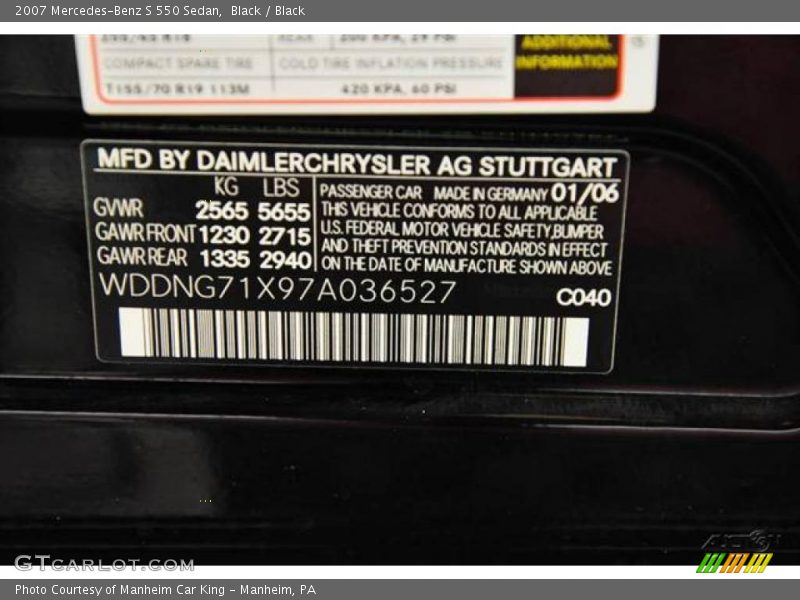 2007 Mercedes-Benz S 550 Sedan, Black / Black
COMPACT SPARE TIRE COLD TIRE INFLATION PRESSURE
T155/70 R19 113M 420 KPA, 60 PSI
ADDITIONAL
INFORMATION
MFD BY DAIMLERCHRYSLER AG STUTTGART
KG LBS
GVWR 2565 5655
GAWR FRONT 1230 2715
GAWR REAR 1335 2940
PASSENGER CAR MADE IN GERMANY 01/06
THIS VEHICLE CONFORMS TO ALL APPLICABLE
U.S. FEDERAL MOTOR VEHICLE SAFETY, BUMPER
AND THEFT PREVENTION STANDARDS IN EFFECT
ON THE DATE OF MANUFACTURE SHOWN ABOVE
WDDNG71X97A036527 C040
GTCARLOT.COM
Photo Courtesy of Manheim Car King - Manheim, PA